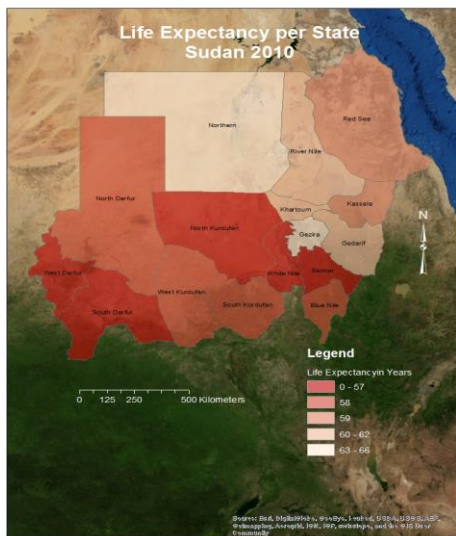 Life Expectancy per State
Sudan 2010
Northern
Red Sea
River Nile
North Darfur
Kassala
Khartoum
North Kurdufan
Gezira
Gedarif
West Darfur
White Nile
Sennar
West Kurdufan
South Darfur
South Kordufan
Blue Nile
N
Legend
Life Expectancyin Years
0 - 57
58
59
60 - 62
63 - 66
0 125 250 500 Kilometers
Community